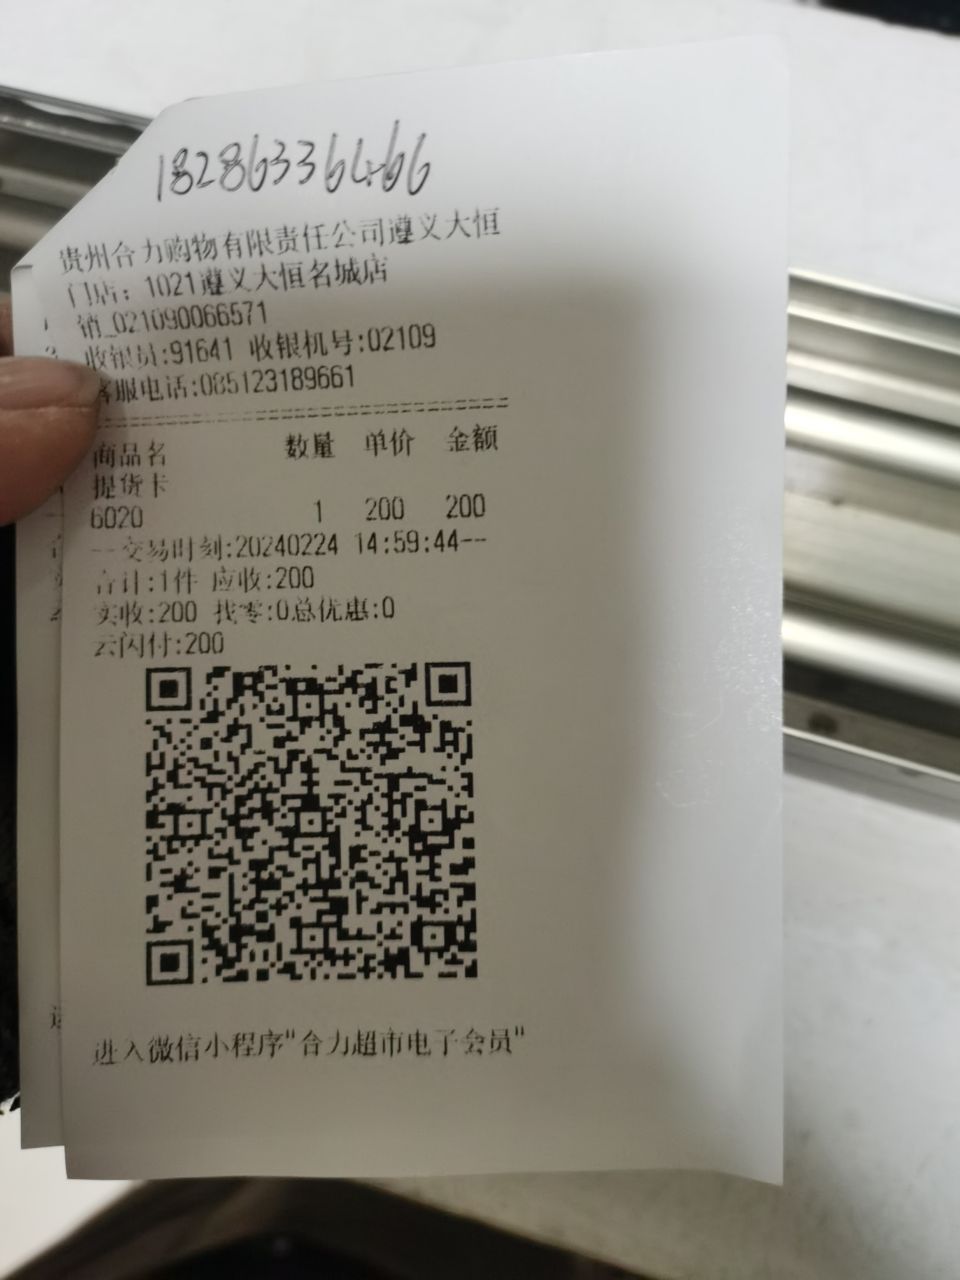 18286336466
贵州合力购物有限责任公司遵义大恒
门店：1021遵义大恒名城店
销_021090066571
收银员:91641 收银机号:02109
客服电话:085123189661
商品名 数量 单价 金额
提货卡
6020 1 200 200
--交易时刻:20240224 14:59:44--
合计:1件 应收:200
实收:200 找零:0总优惠:0
云闪付:200
进入微信小程序"合力超市电子会员"